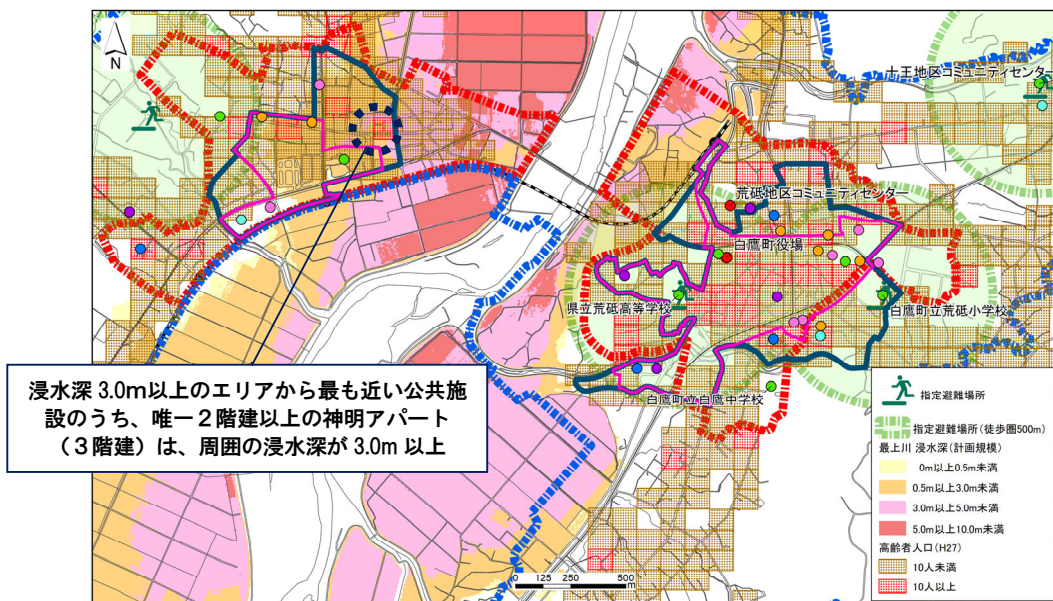 N
十王地区コミュニティセンター
荒砥地区コミュニティセンター
白鷹町役場
県立荒砥高等学校
白鷹町立荒砥小学校
白鷹町立白鷹中学校
浸水深 3.0m以上のエリアから最も近い公共施
設のうち、唯一２階建以上の神明アパート
（３階建）は、周囲の浸水深が 3.0m 以上
指定避難場所
指定避難場所(徒歩圏500m)
最上川 浸水深(計画規模)
0m以上0.5m未満
0.5m以上3.0m未満
3.0m以上5.0m未満
5.0m以上10.0m未満
高齢者人口(H27)
10人未満
10人以上
0 125 250 500
m